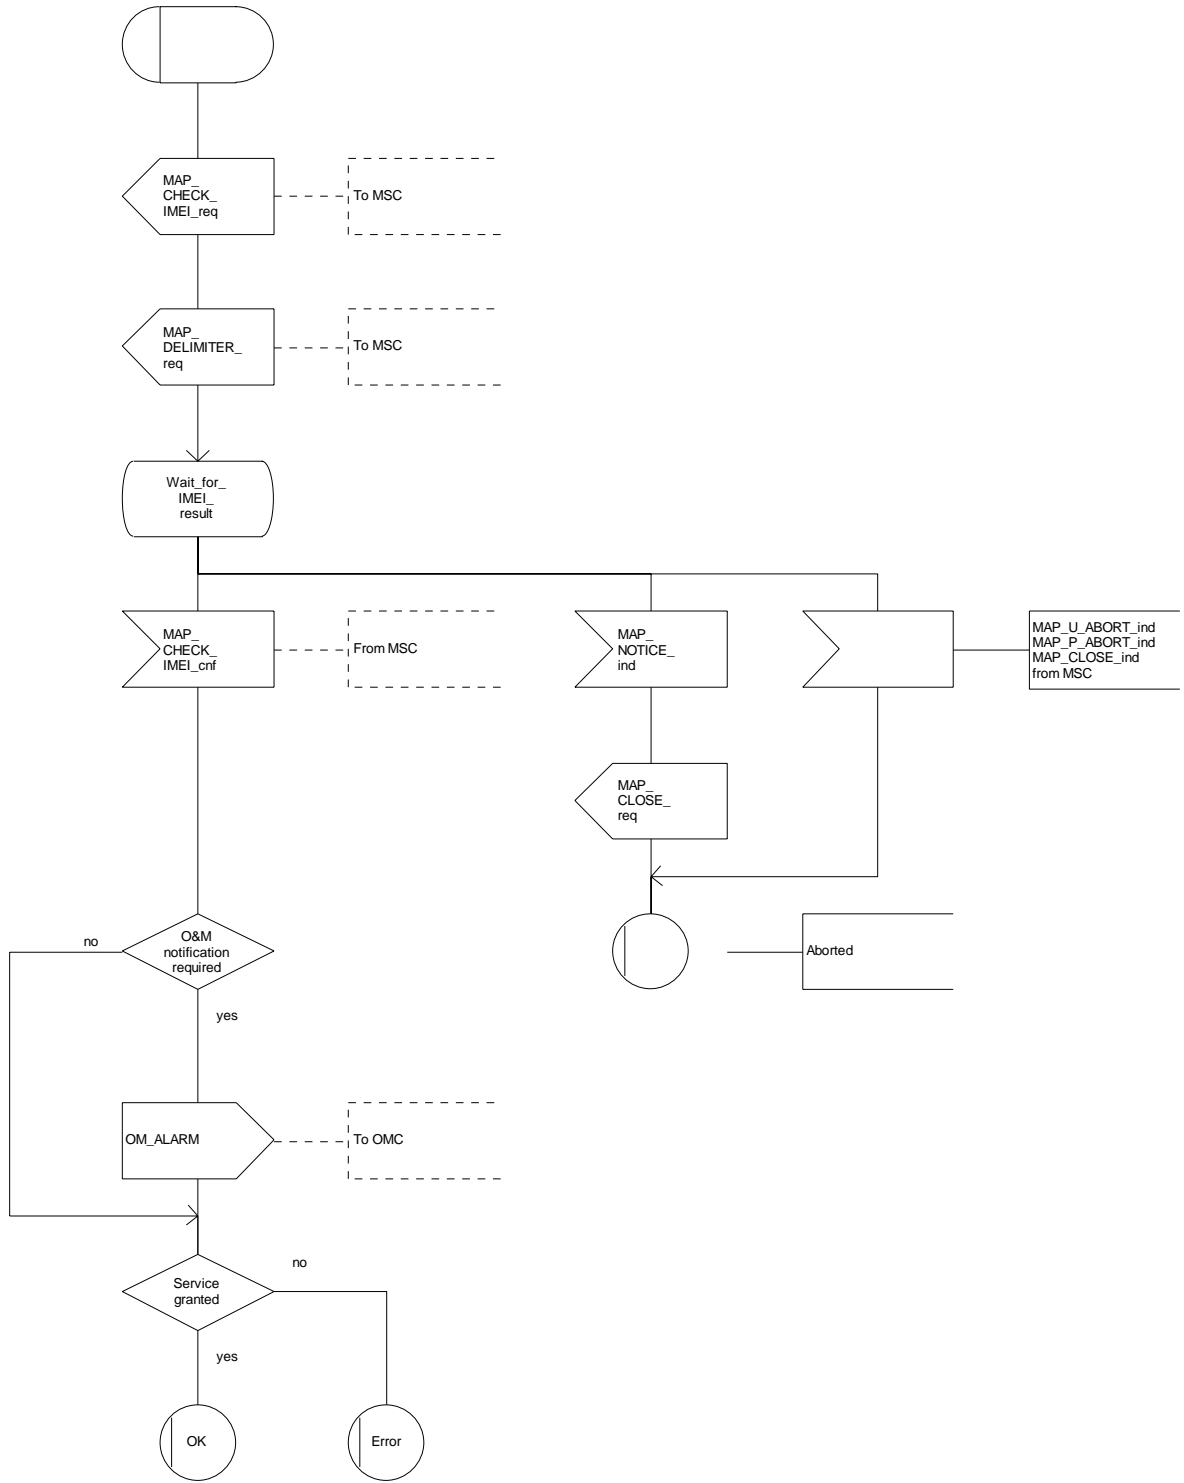 MAP_
CHECK_
IMEI_req
To MSC
MAP_
DELIMITER_
req
To MSC
Wait_for_
IMEI_
result
MAP_
CHECK_
IMEI_cnf
From MSC
MAP_
NOTICE_
ind
MAP_U_ABORT_ind
MAP_P_ABORT_ind
MAP_CLOSE_ind
from MSC
MAP_
CLOSE_
req
no
O&M
notification
required
Aborted
yes
OM_ALARM
To OMC
no
Service
granted
yes
OK
Error